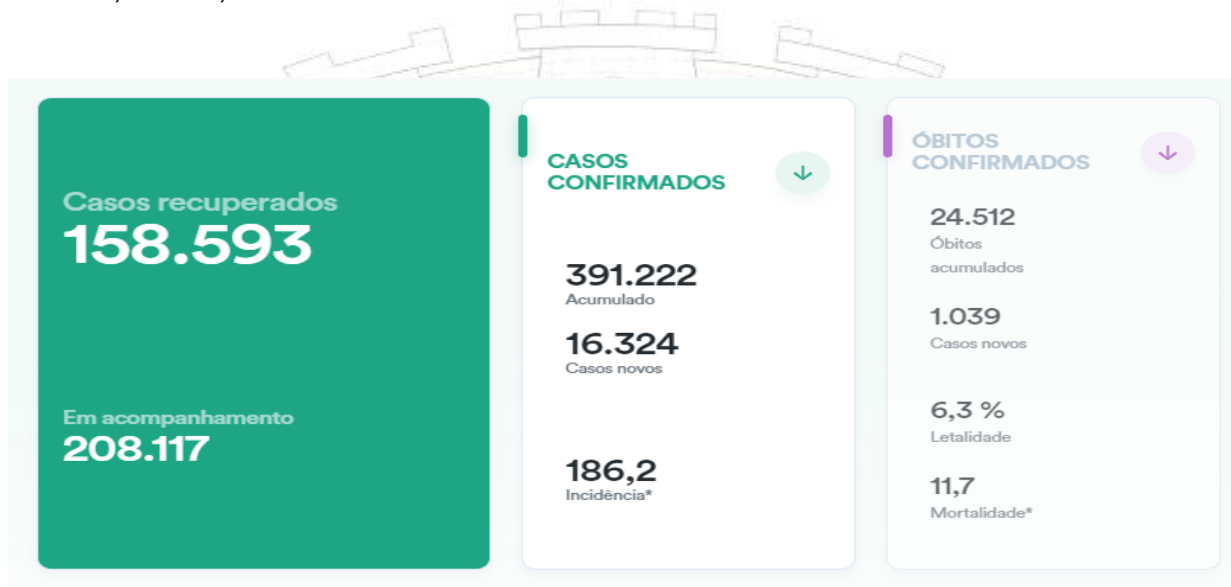 Casos recuperados
158.593
Em acompanhamento
208.117
CASOS
CONFIRMADOS
391.222
Acumulado
16.324
Casos novos
186,2
Incidência*
ÓBITOS
CONFIRMADOS
24.512
Óbitos
acumulados
1.039
Casos novos
6,3 %
Letalidade
11,7
Mortalidade*